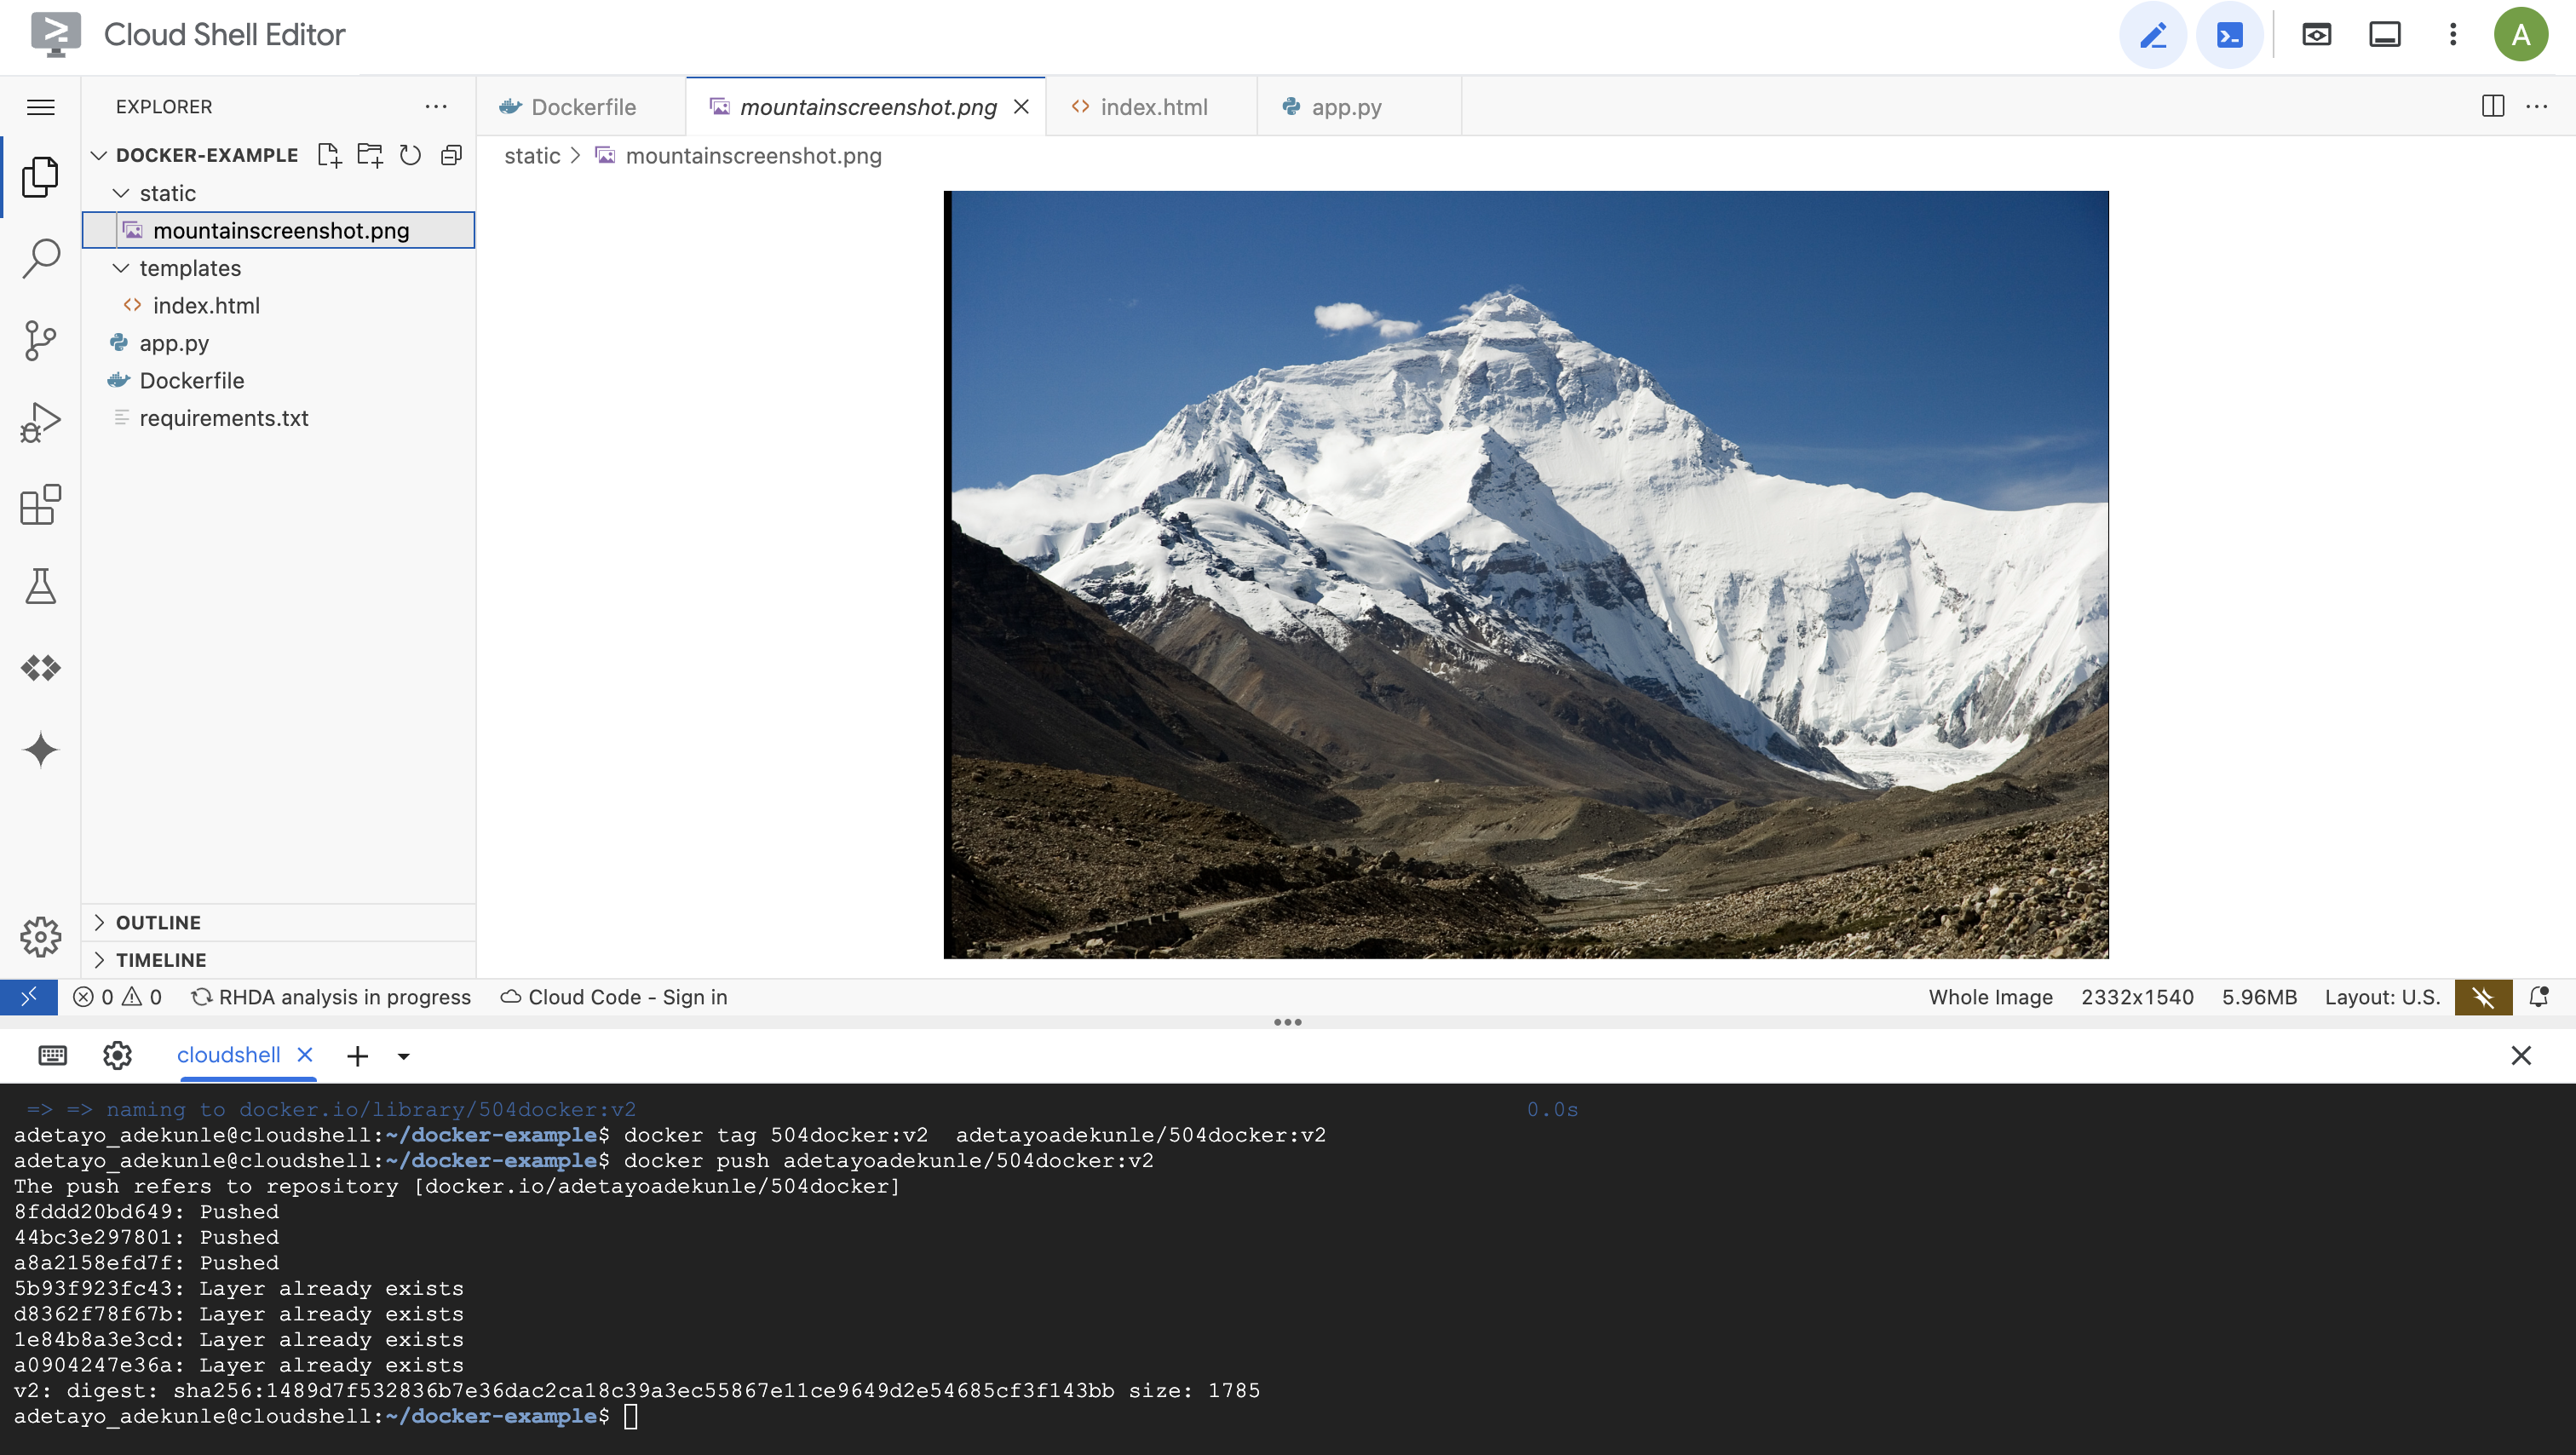 Cloud Shell Editor
A
EXPLORER
Dockerfile
mountainscreenshot.png
index.html
app.py
DOCKER-EXAMPLE
static > mountainscreenshot.png
static
mountainscreenshot.png
templates
index.html
app.py
Dockerfile
requirements.txt
OUTLINE
TIMELINE
0 0 RHDA analysis in progress Cloud Code - Sign in Whole Image 2332x1540 5.96MB Layout: U.S.
cloudshell
=> => naming to docker.io/library/504docker:v2 0.0s
adetayo_adekunle@cloudshell:~/docker-example$ docker tag 504docker:v2  adetayoadekunle/504docker:v2
adetayo_adekunle@cloudshell:~/docker-example$ docker push adetayoadekunle/504docker:v2
The push refers to repository [docker.io/adetayoadekunle/504docker]
8fddd20bd649: Pushed
44bc3e297801: Pushed
a8a2158efd7f: Pushed
5b93f923fc43: Layer already exists
d8362f78f67b: Layer already exists
1e84b8a3e3cd: Layer already exists
a0904247e36a: Layer already exists
v2: digest: sha256:1489d7f532836b7e36dac2ca18c39a3ec55867e11ce9649d2e54685cf3f143bb size: 1785
adetayo_adekunle@cloudshell:~/docker-example$